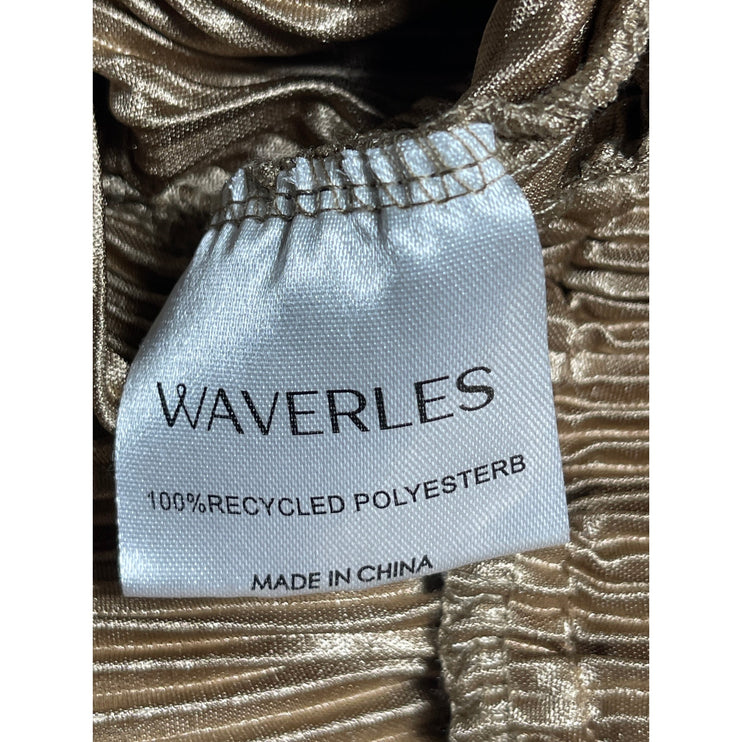 WAVERLES
100%RECYCLED POLYESTERB
MADE IN CHINA